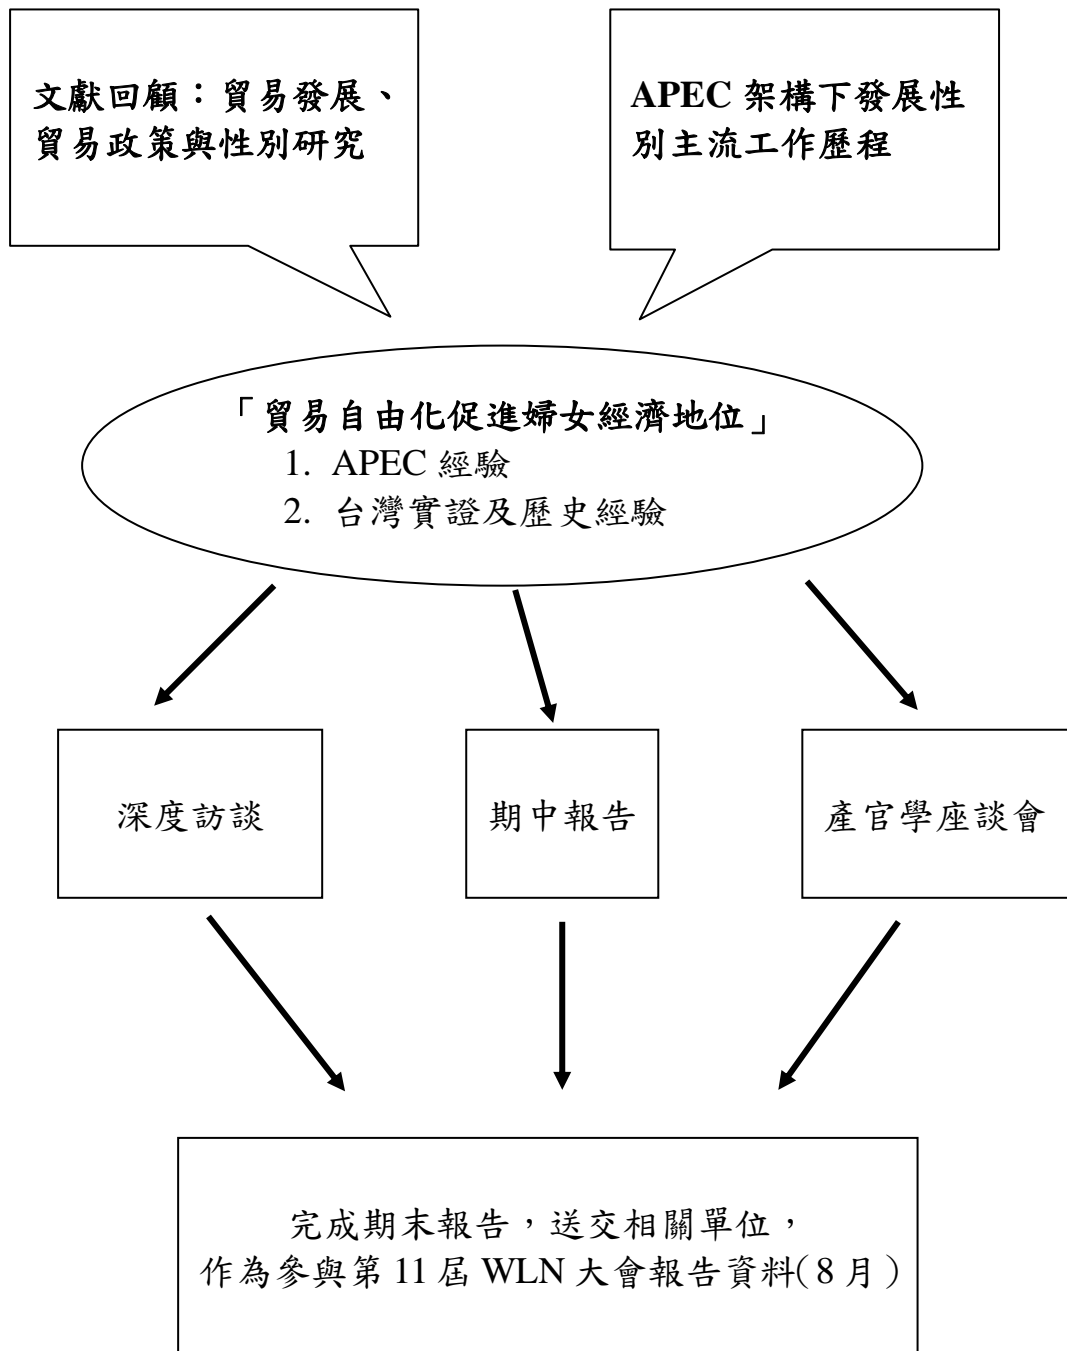 文獻回顧：貿易發展、
貿易政策與性別研究
APEC 架構下發展性
別主流工作歷程
「貿易自由化促進婦女經濟地位」
1. APEC 經驗
2. 台灣實證及歷史經驗
深度訪談
期中報告
產官學座談會
完成期末報告，送交相關單位，
作為參與第 11 屆 WLN 大會報告資料(8 月)